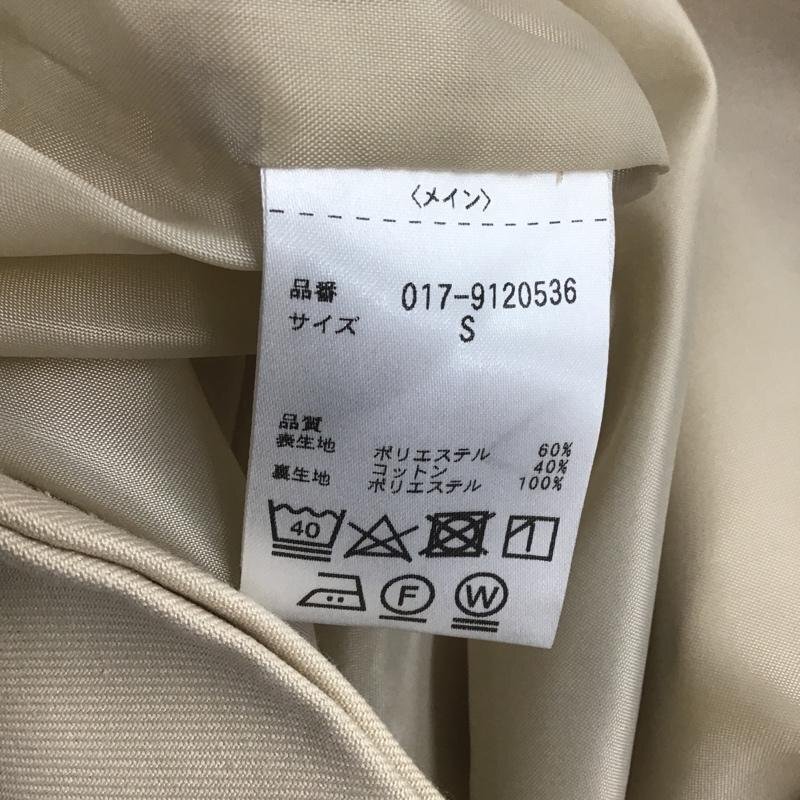 〈メイン〉
品番 017-9120536
サイズ S
品質
表生地 ポリエステル 60%
コットン 40%
裏生地 ポリエステル 100%
40
F W